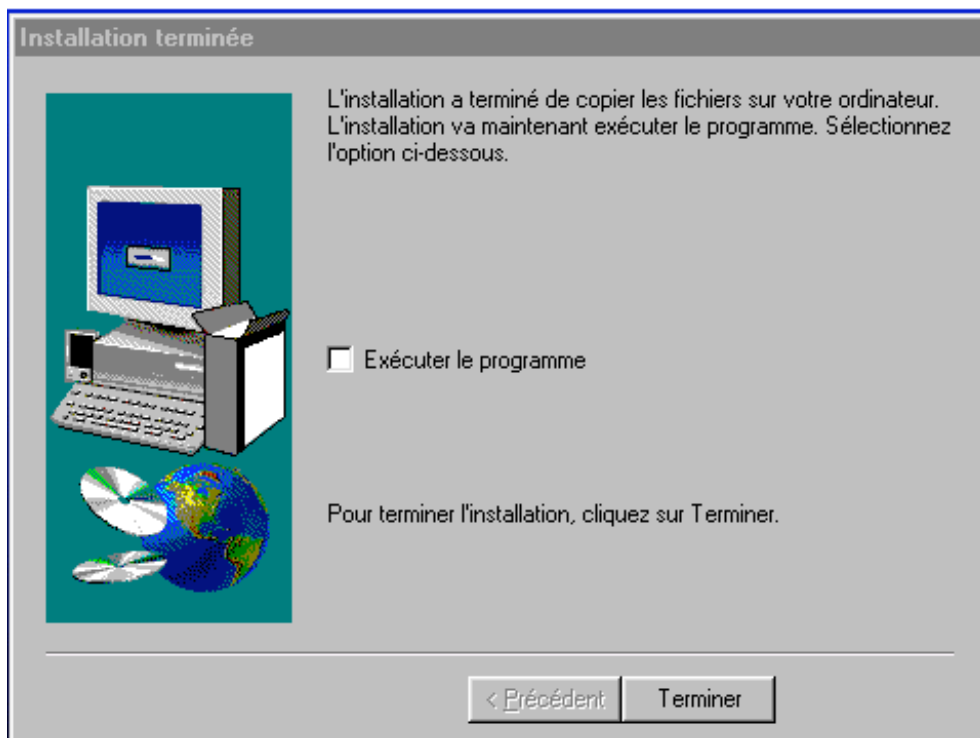 Installation terminée
L'installation a terminé de copier les fichiers sur votre ordinateur.
L'installation va maintenant exécuter le programme. Sélectionnez
l'option ci-dessous.
Exécuter le programme
Pour terminer l'installation, cliquez sur Terminer.
< Précédent
Terminer